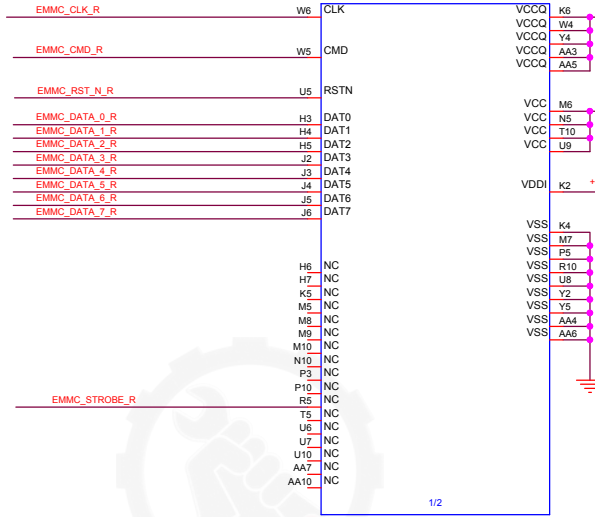 EMMC_CLK_R W6 CLK VCCQ K6
VCCQ W4
VCCQ Y4
EMMC_CMD_R W5 CMD VCCQ AA3
VCCQ AA5
EMMC_RST_N_R U5 RSTN
VCC M6
EMMC_DATA_0_R H3 DAT0 VCC N5
EMMC_DATA_1_R H4 DAT1 VCC T10
EMMC_DATA_2_R H5 DAT2 VCC U9
EMMC_DATA_3_R J2 DAT3
EMMC_DATA_4_R J3 DAT4
EMMC_DATA_5_R J4 DAT5 VDDI K2 +
EMMC_DATA_6_R J5 DAT6
EMMC_DATA_7_R J6 DAT7
VSS K4
VSS M7
VSS P5
H6 NC VSS R10
H7 NC VSS U8
K5 NC VSS Y2
M5 NC VSS Y5
M8 NC VSS AA4
M9 NC VSS AA6
M10 NC
N10 NC
P3 NC
P10 NC
EMMC_STROBE_R R5 NC
T5 NC
U6 NC
U7 NC
U10 NC
AA7 NC
AA10 NC
1/2